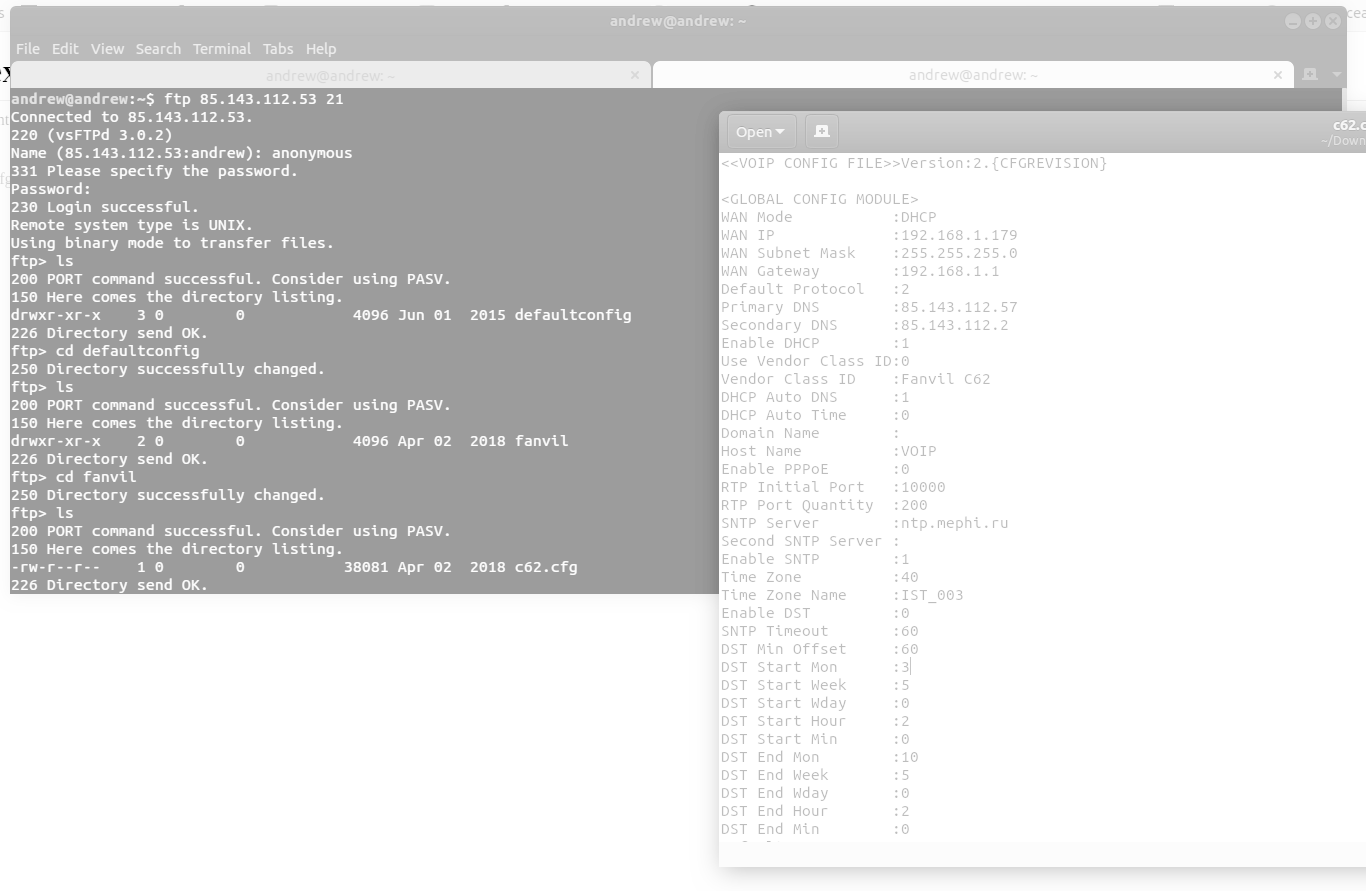 andrew@andrew: ~
File Edit View Search Terminal Tabs Help
andrew@andrew: ~ ×
andrew@andrew: ~ ×
andrew@andrew:~$ ftp 85.143.112.53 21
Connected to 85.143.112.53.
220 (vsFTPd 3.0.2)
Name (85.143.112.53:andrew): anonymous
331 Please specify the password.
Password:
230 Login successful.
Remote system type is UNIX.
Using binary mode to transfer files.
ftp> ls
200 PORT command successful. Consider using PASV.
150 Here comes the directory listing.
drwxr-xr-x    3 0        0            4096 Jun 01  2015 defaultconfig
226 Directory send OK.
ftp> cd defaultconfig
250 Directory successfully changed.
ftp> ls
200 PORT command successful. Consider using PASV.
150 Here comes the directory listing.
drwxr-xr-x    2 0        0            4096 Apr 02  2018 fanvil
226 Directory send OK.
ftp> cd fanvil
250 Directory successfully changed.
ftp> ls
200 PORT command successful. Consider using PASV.
150 Here comes the directory listing.
-rw-r--r--    1 0        0           38081 Apr 02  2018 c62.cfg
226 Directory send OK.
Open
c62.c
~/Down
<<VOIP CONFIG FILE>>Version:2.{CFGREVISION}
<GLOBAL CONFIG MODULE>
WAN Mode           :DHCP
WAN IP             :192.168.1.179
WAN Subnet Mask    :255.255.255.0
WAN Gateway        :192.168.1.1
Default Protocol   :2
Primary DNS        :85.143.112.57
Secondary DNS      :85.143.112.2
Enable DHCP        :1
Use Vendor Class ID:0
Vendor Class ID    :Fanvil C62
DHCP Auto DNS      :1
DHCP Auto Time     :0
Domain Name        :
Host Name          :VOIP
Enable PPPoE       :0
RTP Initial Port   :10000
RTP Port Quantity  :200
SNTP Server        :ntp.mephi.ru
Second SNTP Server :
Enable SNTP        :1
Time Zone          :40
Time Zone Name     :IST_003
Enable DST         :0
SNTP Timeout       :60
DST Min Offset     :60
DST Start Mon      :3
DST Start Week     :5
DST Start Wday     :0
DST Start Hour     :2
DST Start Min      :0
DST End Mon        :10
DST End Week       :5
DST End Wday       :0
DST End Hour       :2
DST End Min        :0